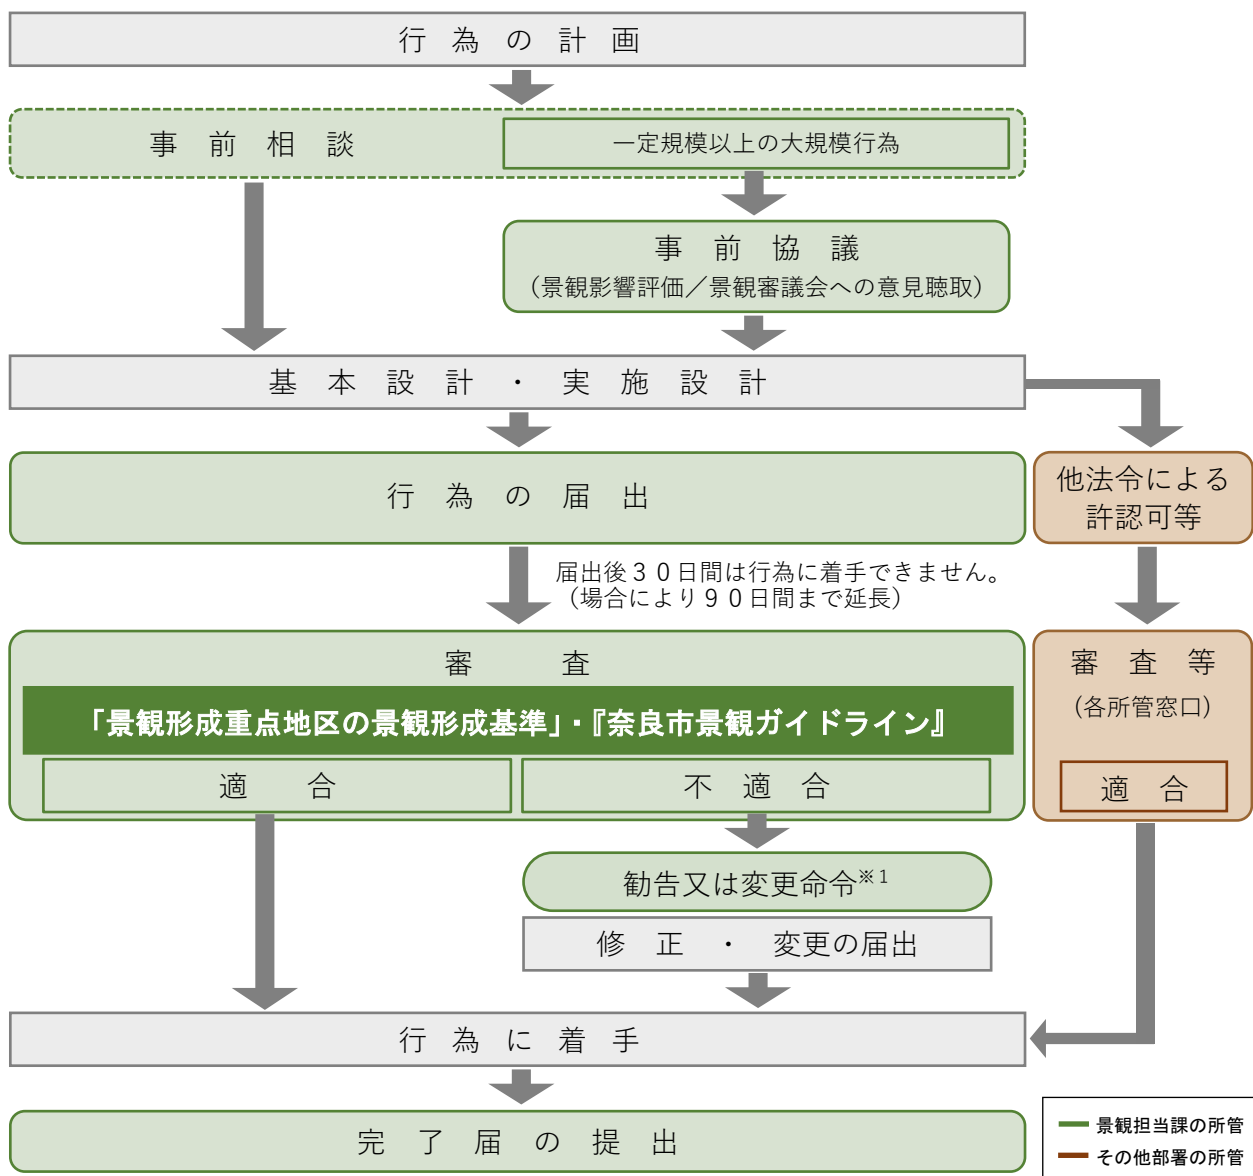 行為の計画
事前相談
一定規模以上の大規模行為
事前協議
（景観影響評価／景観審議会への意見聴取）
基本設計・実施設計
行為の届出
他法令による
許認可等
届出後３０日間は行為に着手できません。
（場合により９０日間まで延長）
審査
「景観形成重点地区の景観形成基準」・『奈良市景観ガイドライン』
適合
不適合
審査等
（各所管窓口）
適合
勧告又は変更命令※1
修正・変更の届出
行為に着手
完了届の提出
景観担当課の所管
その他部署の所管